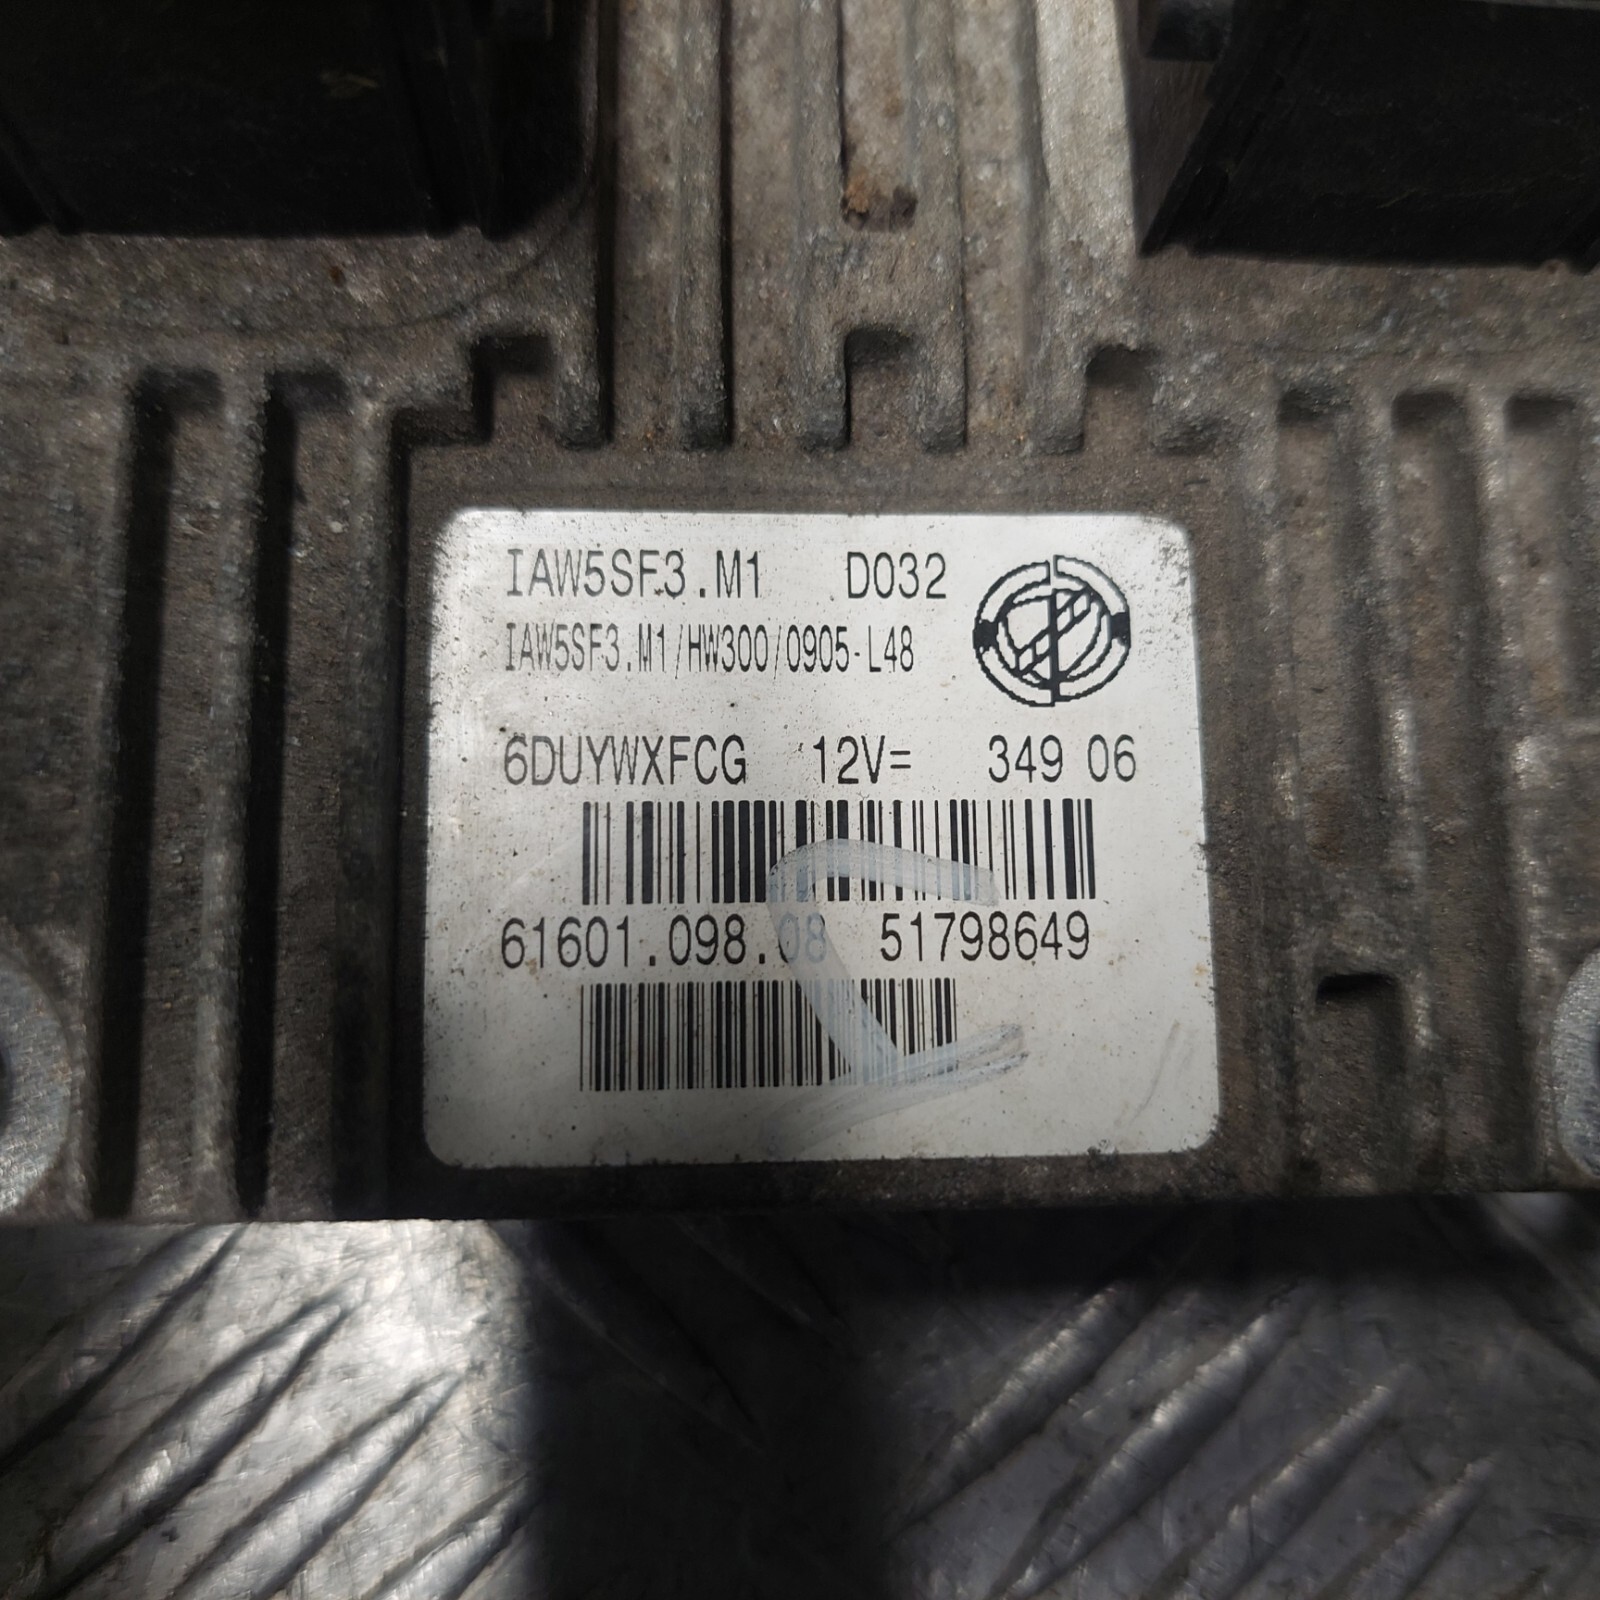 IAW5SF3.M1 D032
IAW5SF3.M1/HW300/0905-L48
6DUYWXFCG 12V= 349 06
61601.098.08 51798649